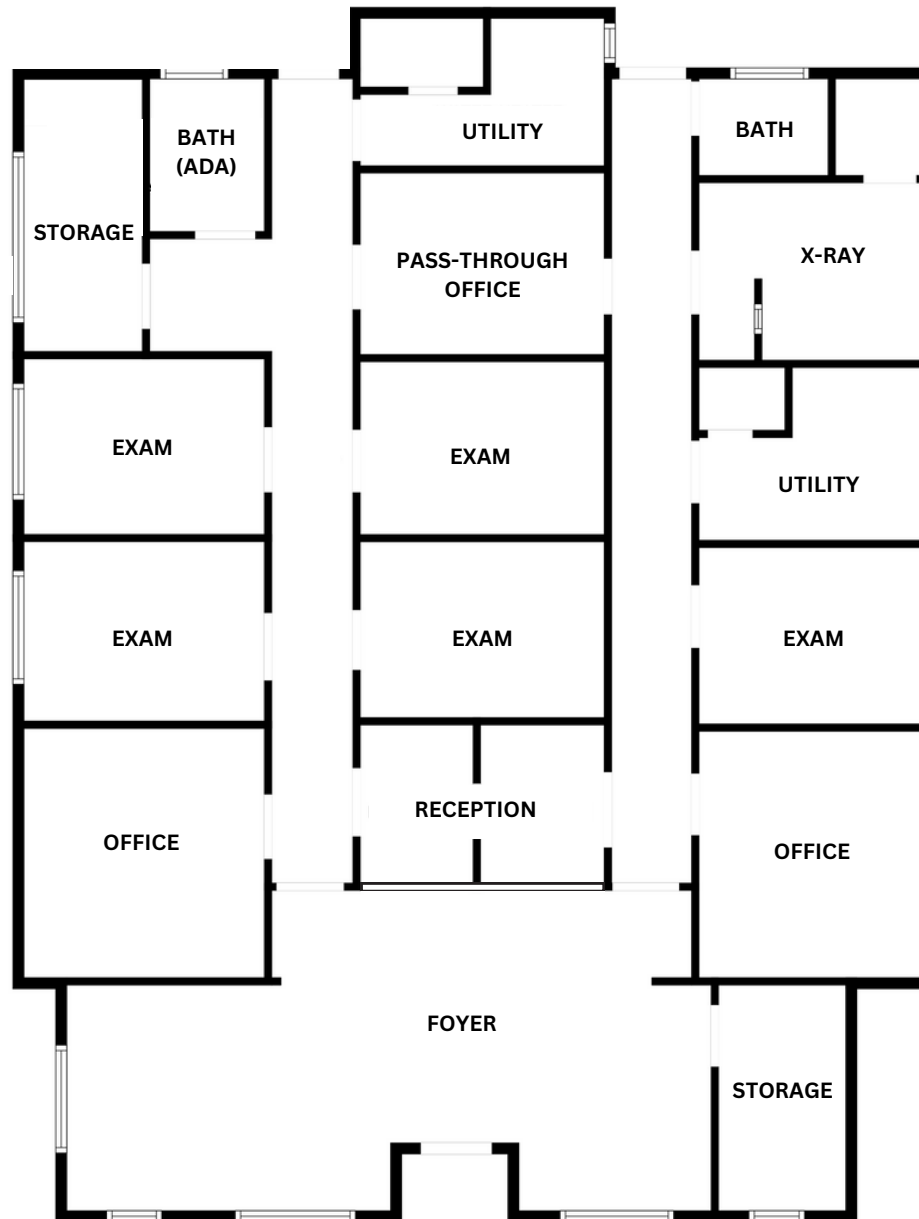 UTILITY
BATH
(ADA)
BATH
STORAGE
PASS-THROUGH
OFFICE
X-RAY
EXAM
EXAM
UTILITY
EXAM
EXAM
EXAM
RECEPTION
OFFICE
OFFICE
FOYER
STORAGE